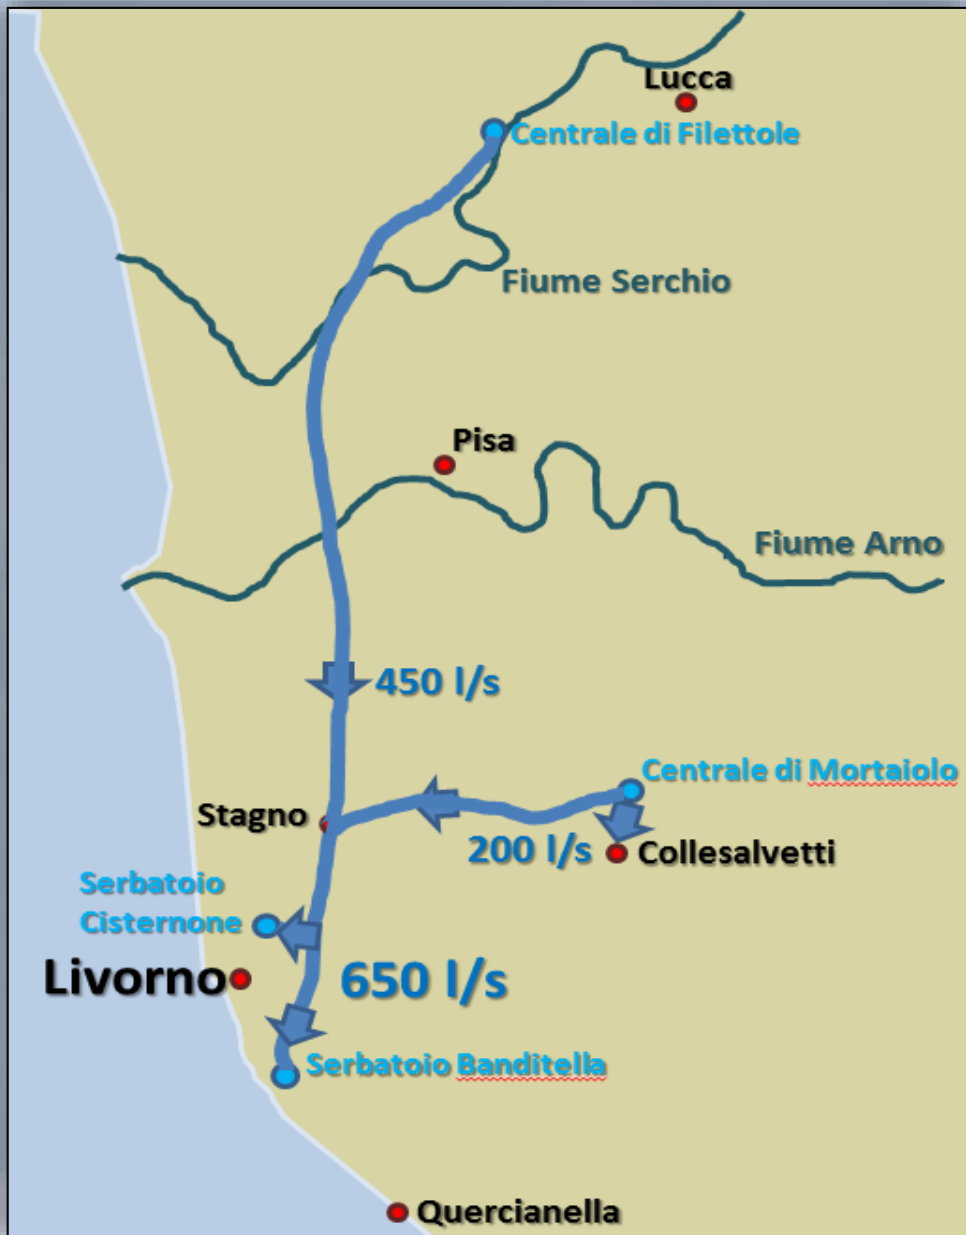 Lucca
Centrale di Filettole
Fiume Serchio
Pisa
Fiume Arno
450 l/s
Centrale di Mortaiolo
Stagno
200 l/s
Collesalvetti
Serbatoio
Cisternone
Livorno
650 l/s
Serbatoio Banditella
Quercianella